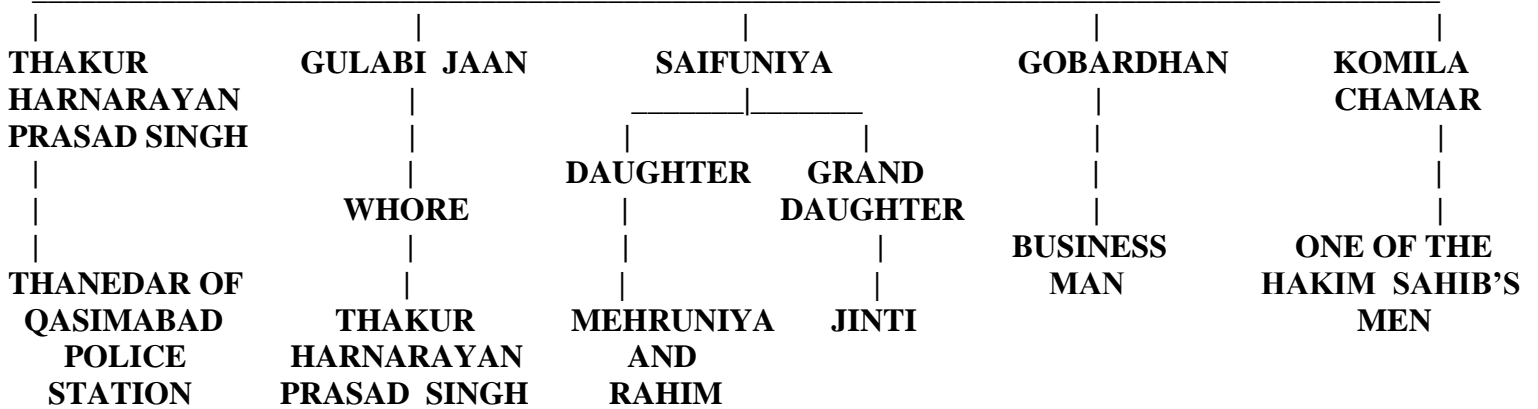 THAKUR GULABI JAAN SAIFUNIYA GOBARDHAN KOMILA
HARNARAYAN CHAMAR
PRASAD SINGH
DAUGHTER GRAND
WHORE DAUGHTER
BUSINESS ONE OF THE
THANEDAR OF MAN HAKIM SAHIB'S
QASIMABAD THAKUR MEHRUNIYA JINTI MEN
POLICE HARNARAYAN AND
STATION PRASAD SINGH RAHIM